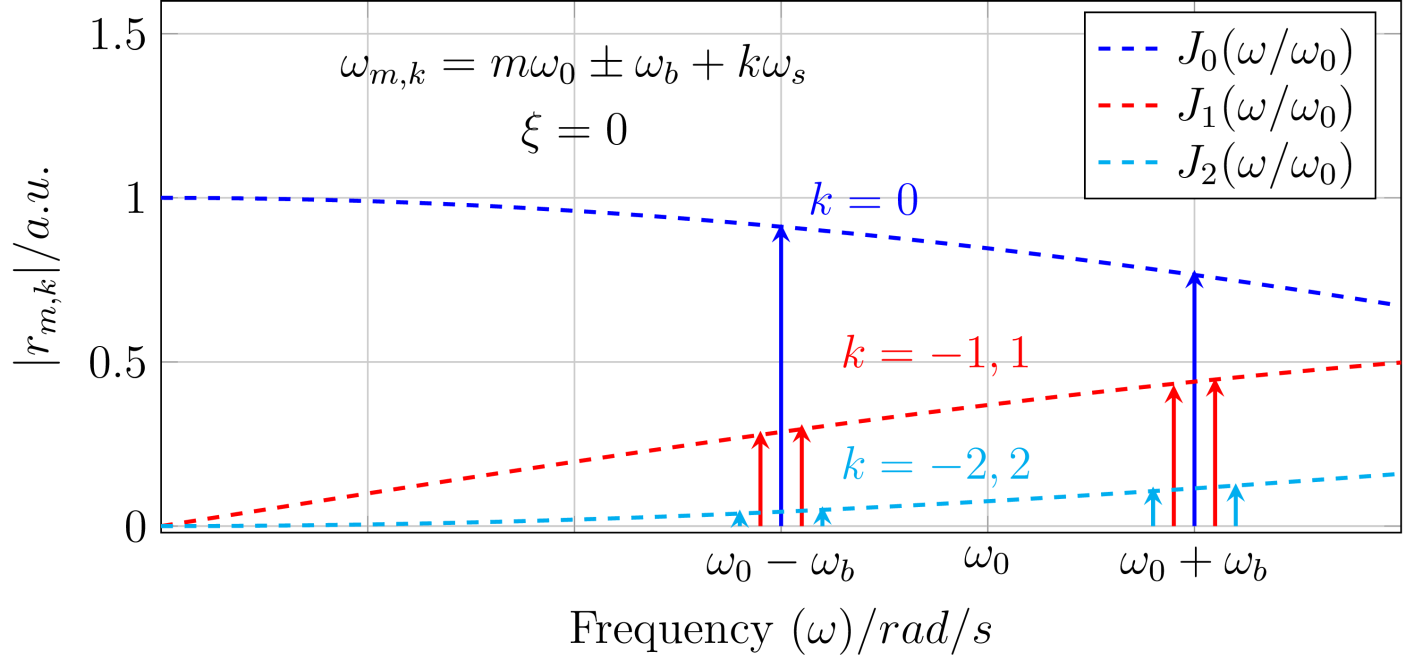 1.5
1
0.5
0
|r_{m,k}|/a.u.
ω_{m,k} = mω_0 ± ω_b + kω_s
ξ = 0
J_0(ω/ω_0)
J_1(ω/ω_0)
J_2(ω/ω_0)
k = 0
k = −1, 1
k = −2, 2
ω_0 − ω_b
ω_0
ω_0 + ω_b
Frequency (ω)/rad/s